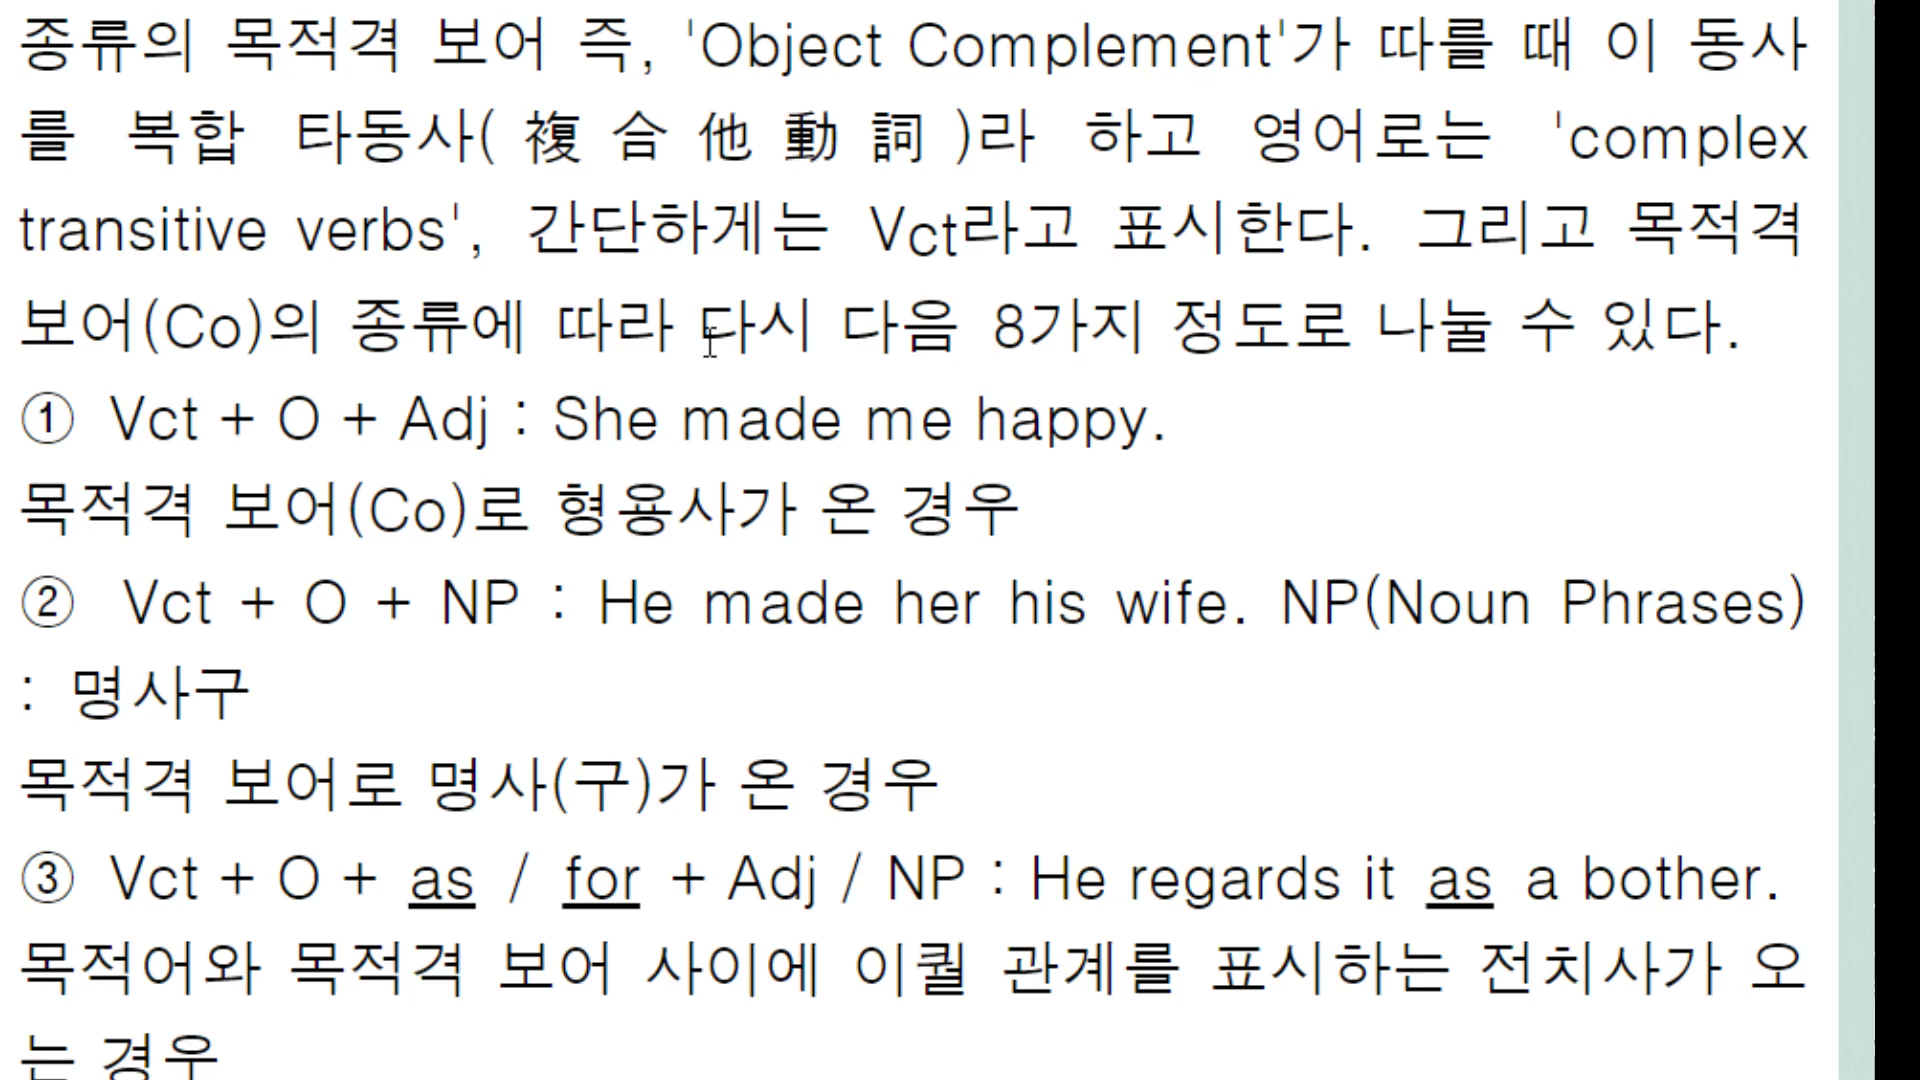 종류의 목적격 보어 즉, 'Object Complement'가 따를 때 이 동사
를 복합 타동사(複合他動詞)라 하고 영어로는 'complex
transitive verbs', 간단하게는 Vct라고 표시한다. 그리고 목적격
보어(Co)의 종류에 따라 다시 다음 8가지 정도로 나눌 수 있다.
① Vct + O + Adj : She made me happy.
목적격 보어(Co)로 형용사가 온 경우
② Vct + O + NP : He made her his wife. NP(Noun Phrases)
: 명사구
목적격 보어로 명사(구)가 온 경우
③ Vct + O + as / for + Adj / NP : He regards it as a bother.
목적어와 목적격 보어 사이에 이퀄 관계를 표시하는 전치사가 오
는 경우